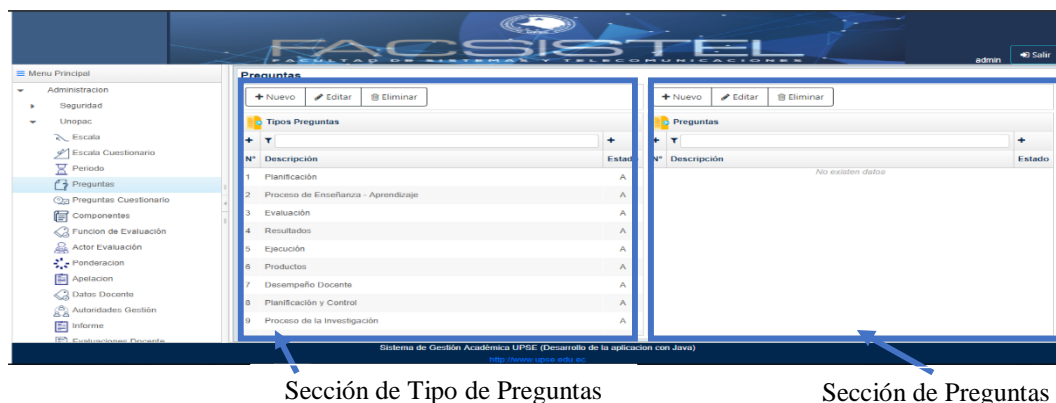 FACSISTEL
FACULTAD DE SISTEMAS Y TELECOMUNICACIONES
admin
Salir
Menu Principal
Administracion
Seguridad
Unopac
Escala
Escala Cuestionario
Periodo
Preguntas
Preguntas Cuestionario
Componentes
Funcion de Evaluación
Actor Evaluación
Ponderacion
Apelacion
Datos Docente
Autoridades Gestión
Informe
Evaluaciones Docente
Preguntas
Nuevo Editar Eliminar
Tipos Preguntas
N° Descripción Estado
1 Planificación A
2 Proceso de Enseñanza - Aprendizaje A
3 Evaluación A
4 Resultados A
5 Ejecución A
6 Productos A
7 Desempeño Docente A
8 Planificación y Control A
9 Proceso de la Investigación A
Nuevo Editar Eliminar
Preguntas
N° Descripción Estado
No existen datos
Sistema de Gestión Académica UPSE (Desarrollo de la aplicacion con Java)
http://www.upse.edu.ec
Sección de Tipo de Preguntas
Sección de Preguntas